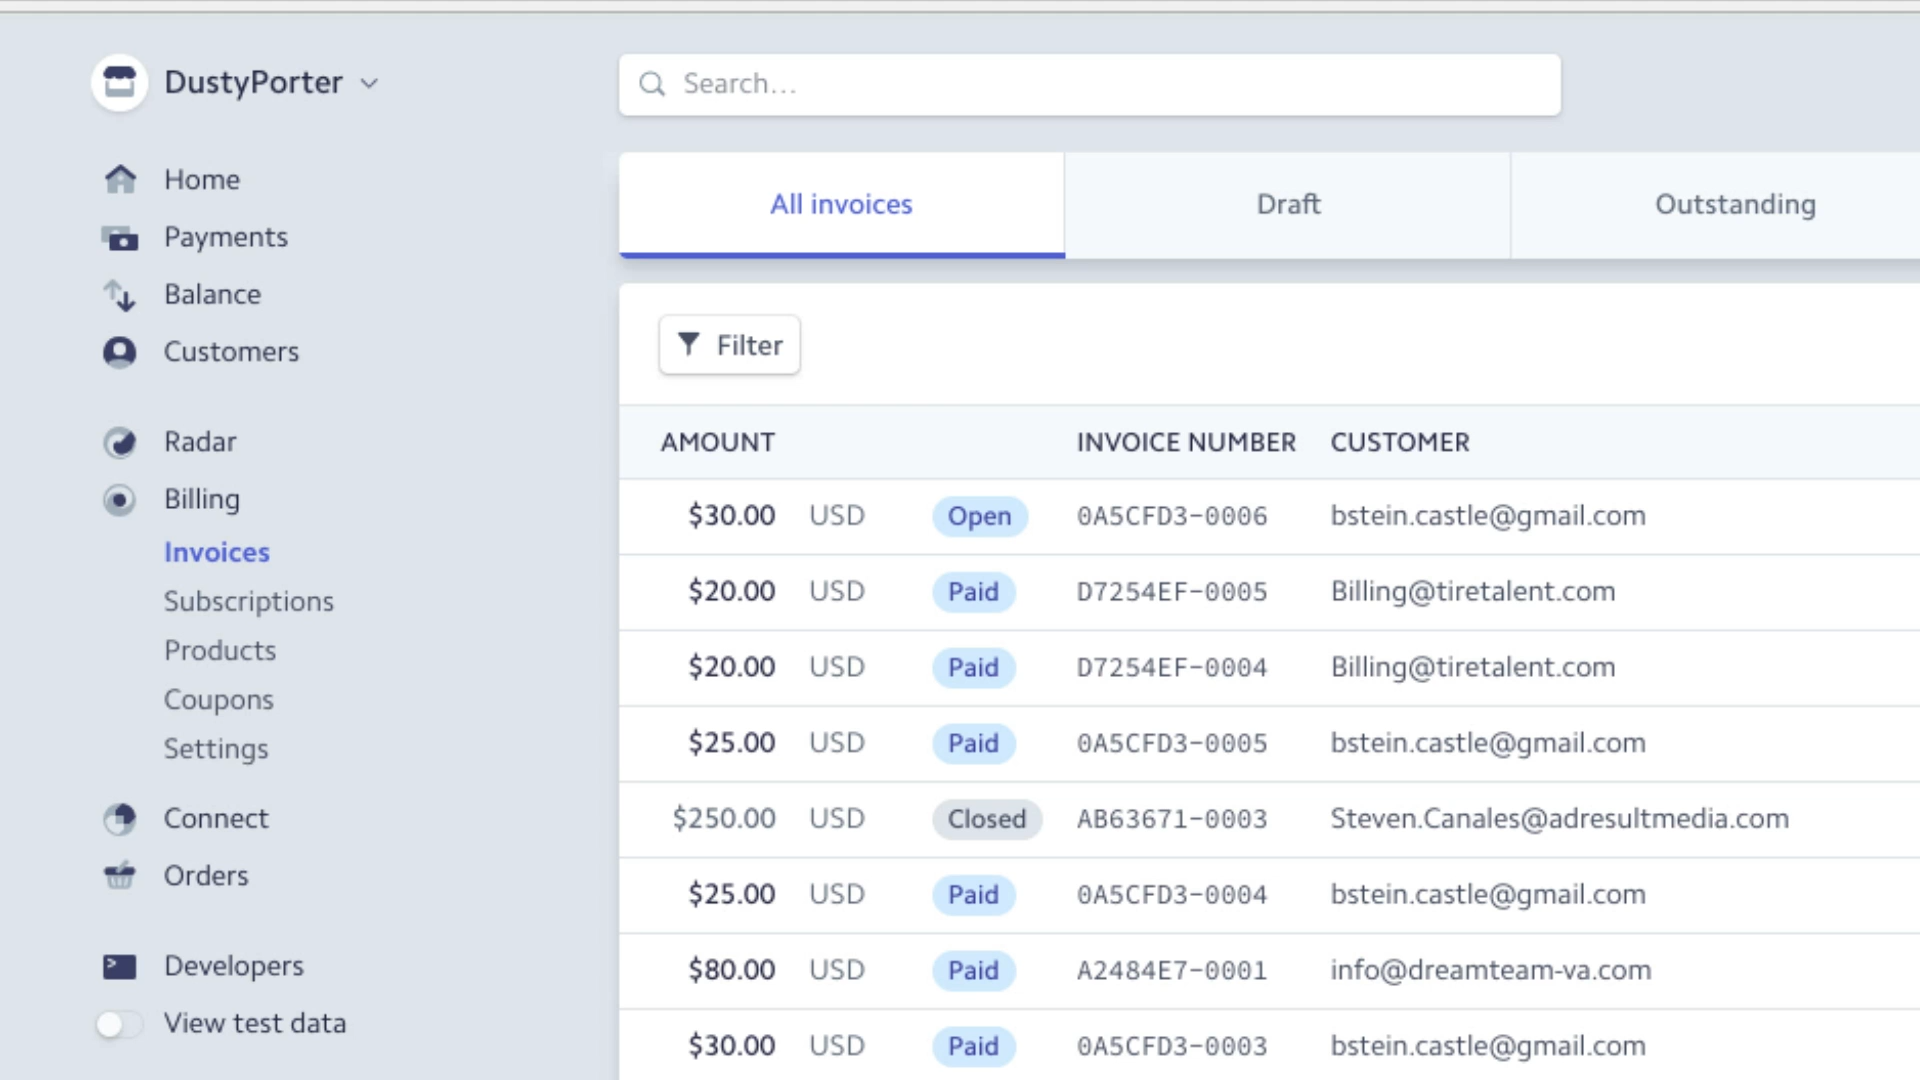 DustyPorter
Search...
Home
Payments
Balance
Customers
Radar
Billing
Invoices
Subscriptions
Products
Coupons
Settings
Connect
Orders
Developers
View test data
All invoices Draft Outstanding
Filter
AMOUNT INVOICE NUMBER CUSTOMER
$30.00 USD Open 0A5CFD3-0006 bstein.castle@gmail.com
$20.00 USD Paid D7254EF-0005 Billing@tiretalent.com
$20.00 USD Paid D7254EF-0004 Billing@tiretalent.com
$25.00 USD Paid 0A5CFD3-0005 bstein.castle@gmail.com
$250.00 USD Closed AB63671-0003 Steven.Canales@adresultmedia.com
$25.00 USD Paid 0A5CFD3-0004 bstein.castle@gmail.com
$80.00 USD Paid A2484E7-0001 info@dreamteam-va.com
$30.00 USD Paid 0A5CFD3-0003 bstein.castle@gmail.com